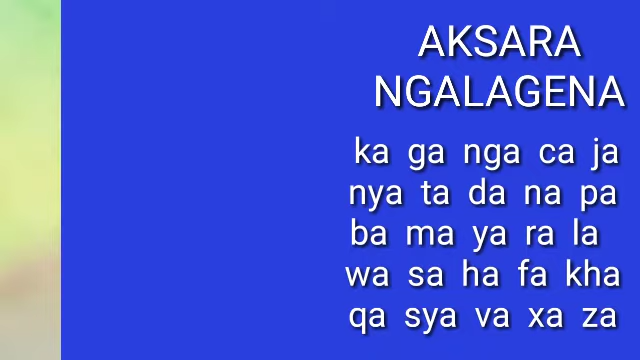 AKSARA
NGALAGENA
ka ga nga ca ja
nya ta da na pa
ba ma ya ra la
wa sa ha fa kha
qa sya va xa za